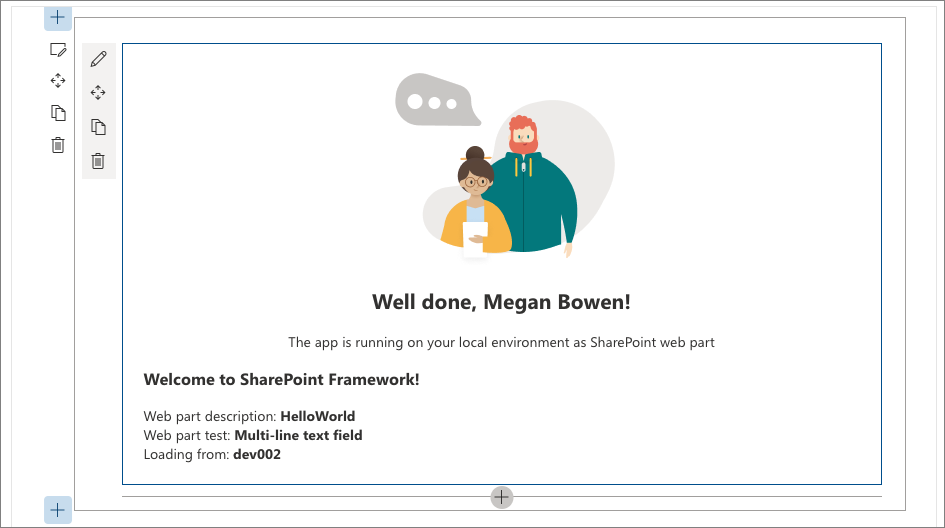 Well done, Megan Bowen!
The app is running on your local environment as SharePoint web part
Welcome to SharePoint Framework!
Web part description: HelloWorld
Web part test: Multi-line text field
Loading from: dev002